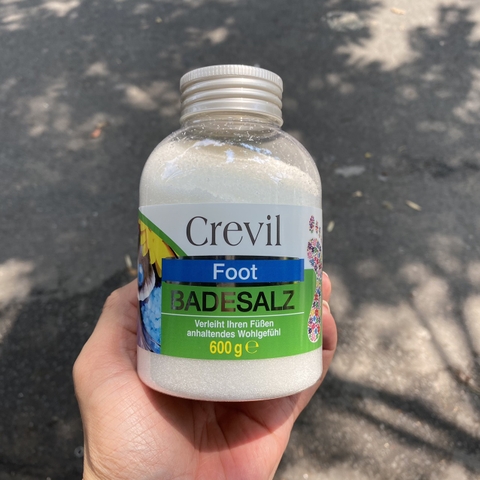 Crevil
Foot
BADESALZ
Verleiht Ihren Füßen
anhaltendes Wohlgefühl
600 g ℮